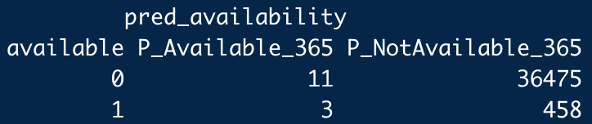 pred_availability
available P_Available_365 P_NotAvailable_365
0 11 36475
1 3 458